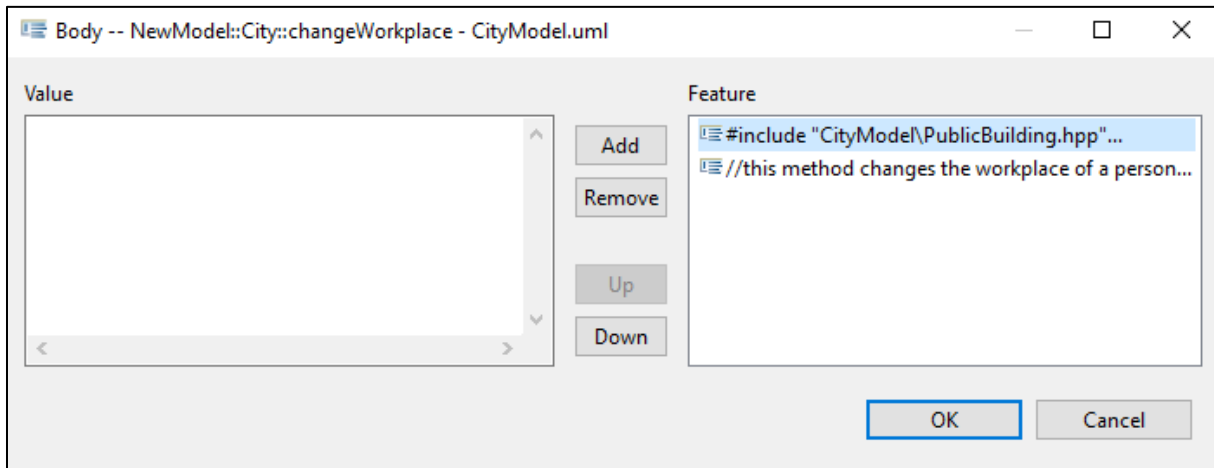 Body -- NewModel::City::changeWorkplace - CityModel.uml
Value
Feature
Add
Remove
Up
Down
#include "CityModel\PublicBuilding.hpp"...
//this method changes the workplace of a person...
OK
Cancel